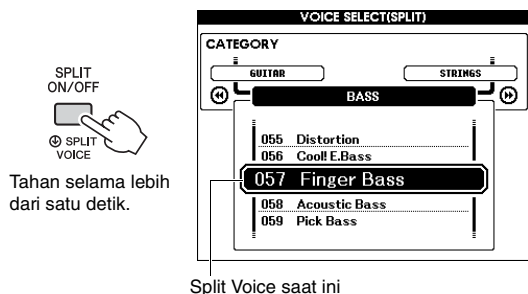 SPLIT
ON/OFF
SPLIT
VOICE
Tahan selama lebih
dari satu detik.
VOICE SELECT(SPLIT)
CATEGORY
GUITAR
STRINGS
BASS
055 Distortion
056 Cool! E.Bass
057 Finger Bass
058 Acoustic Bass
059 Pick Bass
Split Voice saat ini